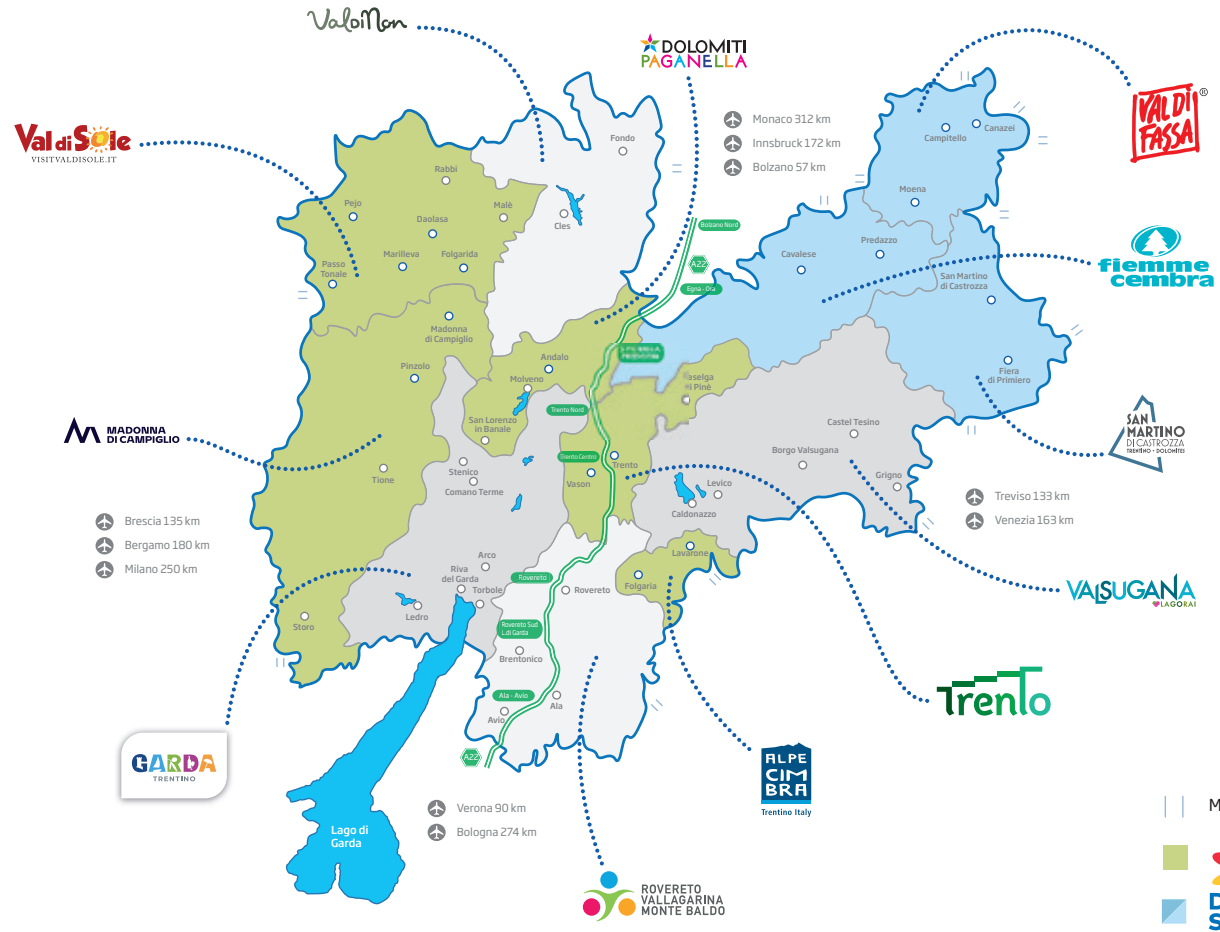 ValdiNon
DOLOMITI
PAGANELLA
VAL DI
FASSA
®
Val di Sole
VISITVALDISOLE.IT
Monaco 312 km
Innsbruck 172 km
Bolzano 57 km
fiemme
cembra
MADONNA
DI CAMPIGLIO
SAN
MARTINO
DI CASTROZZA
TRENTINO • DOLOMITES
Brescia 135 km
Bergamo 180 km
Milano 250 km
Treviso 133 km
Venezia 163 km
VALSUGANA
LAGORAI
Trento
GARDA
TRENTINO
ALPE
CIM
BRA
Trentino Italy
Verona 90 km
Bologna 274 km
ROVERETO
VALLAGARINA
MONTE BALDO
Fondo
Rabbi
Pejo
Malè
Daolasa
Cles
Marilleva
Folgarida
Passo
Tonale
Madonna
di Campiglio
Pinzolo
Andalo
Molveno
San Lorenzo
in Banale
Stenico
Comano Terme
Tione
Arco
Riva
del Garda
Torbole
Ledro
Storo
Lago di
Garda
Campitello
Canazei
Moena
Predazzo
Cavalese
San Martino
di Castrozza
Fiera
di Primiero
Castel Tesino
Borgo Valsugana
Grigno
Levico
Caldonazzo
Trento
Vason
Lavarone
Folgaria
Rovereto
Brentonico
Ala
Avio
Bolzano Nord
A22
Egna - Ora
Trento Nord
Trento Centro
Rovereto
Rovereto Sud
L.di Garda
Ala - Avio
A22
M
D
S